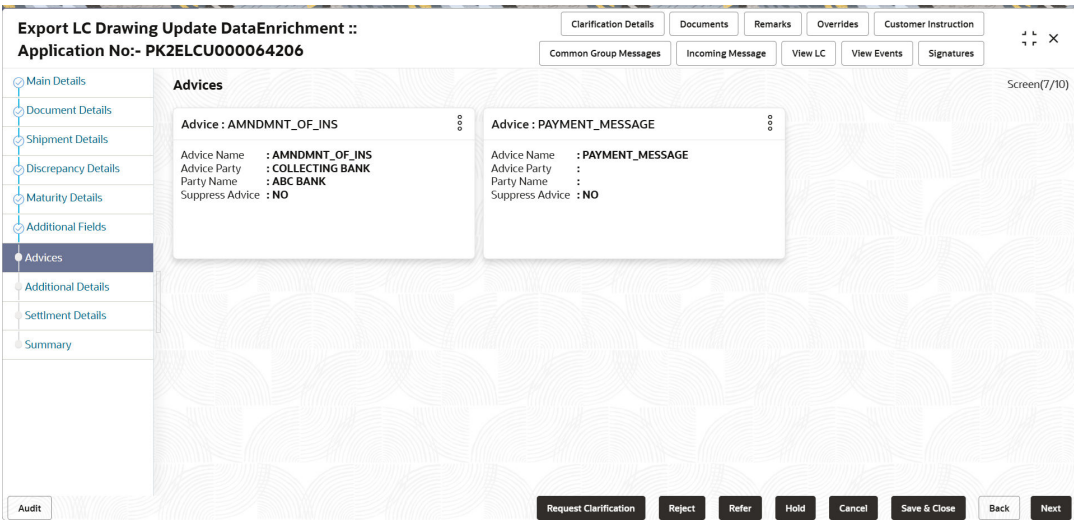 Export LC Drawing Update DataEnrichment ::
Application No:- PK2ELCU000064206
Clarification Details
Documents
Remarks
Overrides
Customer Instruction
Common Group Messages
Incoming Message
View LC
View Events
Signatures
Main Details
Document Details
Shipment Details
Discrepancy Details
Maturity Details
Additional Fields
Advices
Additional Details
Settlment Details
Summary
Advices
Screen(7/10)
Advice : AMNDMNT_OF_INS
Advice Name : AMNDMNT_OF_INS
Advice Party : COLLECTING BANK
Party Name : ABC BANK
Suppress Advice : NO
Advice : PAYMENT_MESSAGE
Advice Name : PAYMENT_MESSAGE
Advice Party :
Party Name :
Suppress Advice : NO
Audit
Request Clarification
Reject
Refer
Hold
Cancel
Save & Close
Back
Next